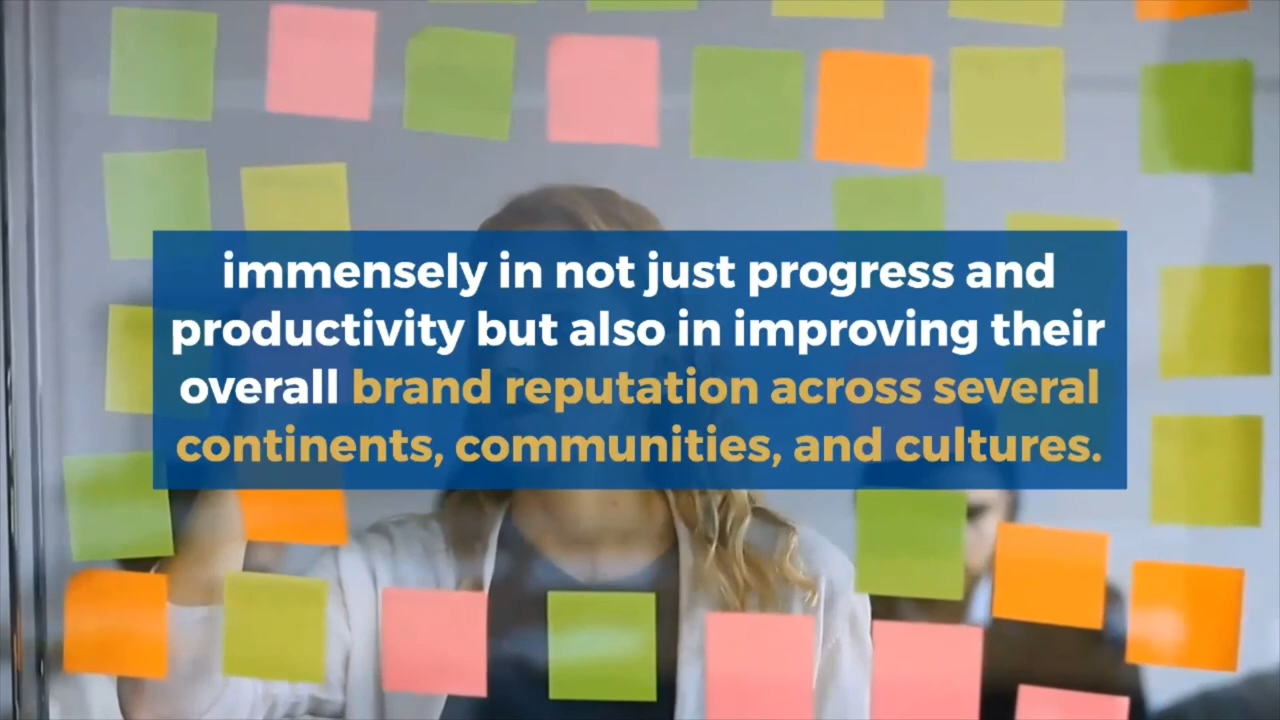 immensely in not just progress and
productivity but also in improving their
overall brand reputation across several
continents, communities, and cultures.